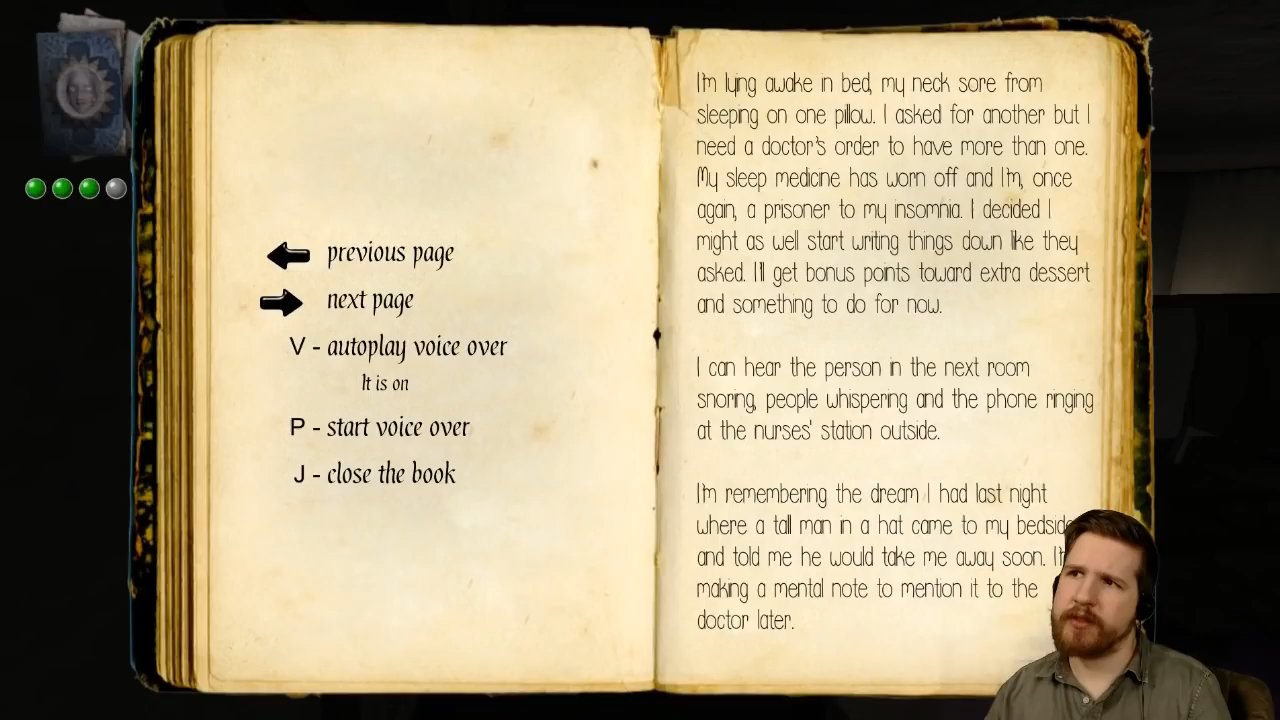 previous page
next page
V - autoplay voice over
It is on
P - start voice over
J - close the book
I'm lying awake in bed, my neck sore from
sleeping on one pillow. I asked for another but I
need a doctor's order to have more than one.
My sleep medicine has worn off and I'm, once
again, a prisoner to my insomnia. I decided I
might as well start writing things down like they
asked. I'll get bonus points toward extra dessert
and something to do for now.
I can hear the person in the next room
snoring, people whispering and the phone ringing
at the nurses' station outside.
I'm remembering the dream I had last night
where a tall man in a hat came to my bedside
and told me he would take me away soon.
making a mental note to mention it to the
doctor later.